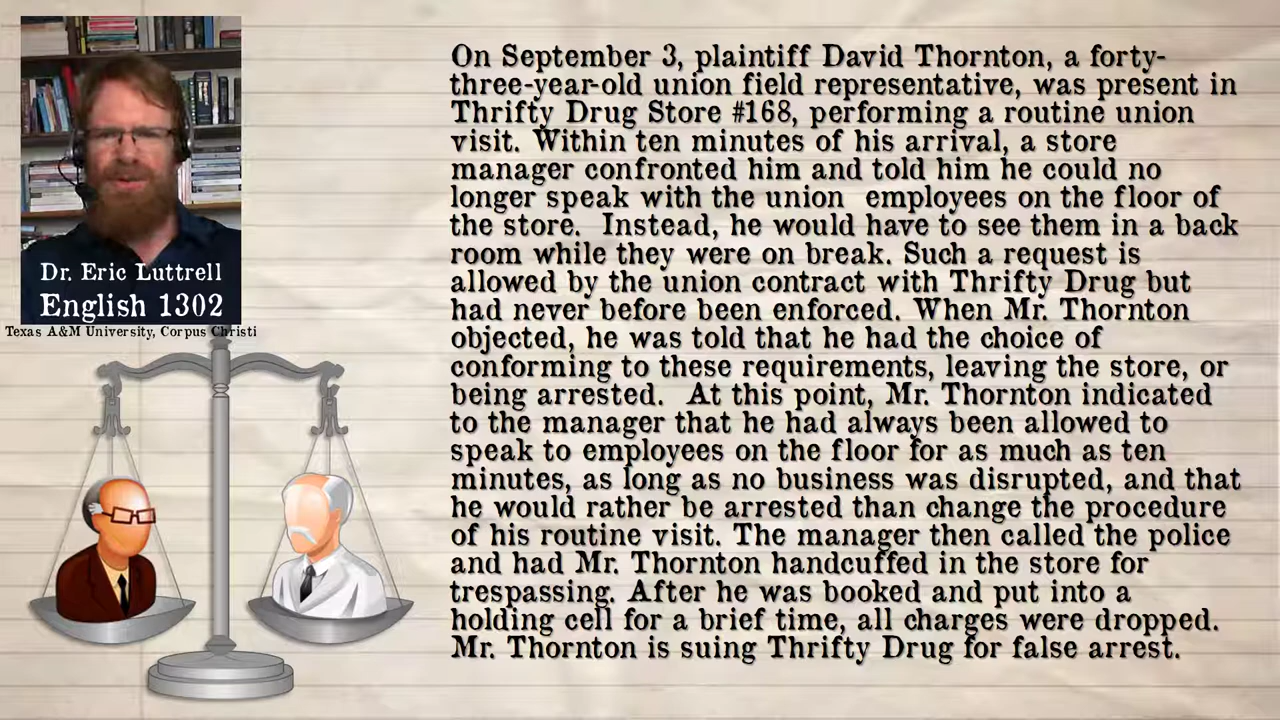 Dr. Eric Luttrell
English 1302
Texas A&M University, Corpus Christi
On September 3, plaintiff David Thornton, a forty-
three-year-old union field representative, was present in
Thrifty Drug Store #168, performing a routine union
visit. Within ten minutes of his arrival, a store
manager confronted him and told him he could no
longer speak with the union employees on the floor of
the store. Instead, he would have to see them in a back
room while they were on break. Such a request is
allowed by the union contract with Thrifty Drug but
had never before been enforced. When Mr. Thornton
objected, he was told that he had the choice of
conforming to these requirements, leaving the store, or
being arrested. At this point, Mr. Thornton indicated
to the manager that he had always been allowed to
speak to employees on the floor for as much as ten
minutes, as long as no business was disrupted, and that
he would rather be arrested than change the procedure
of his routine visit. The manager then called the police
and had Mr. Thornton handcuffed in the store for
trespassing. After he was booked and put into a
holding cell for a brief time, all charges were dropped.
Mr. Thornton is suing Thrifty Drug for false arrest.